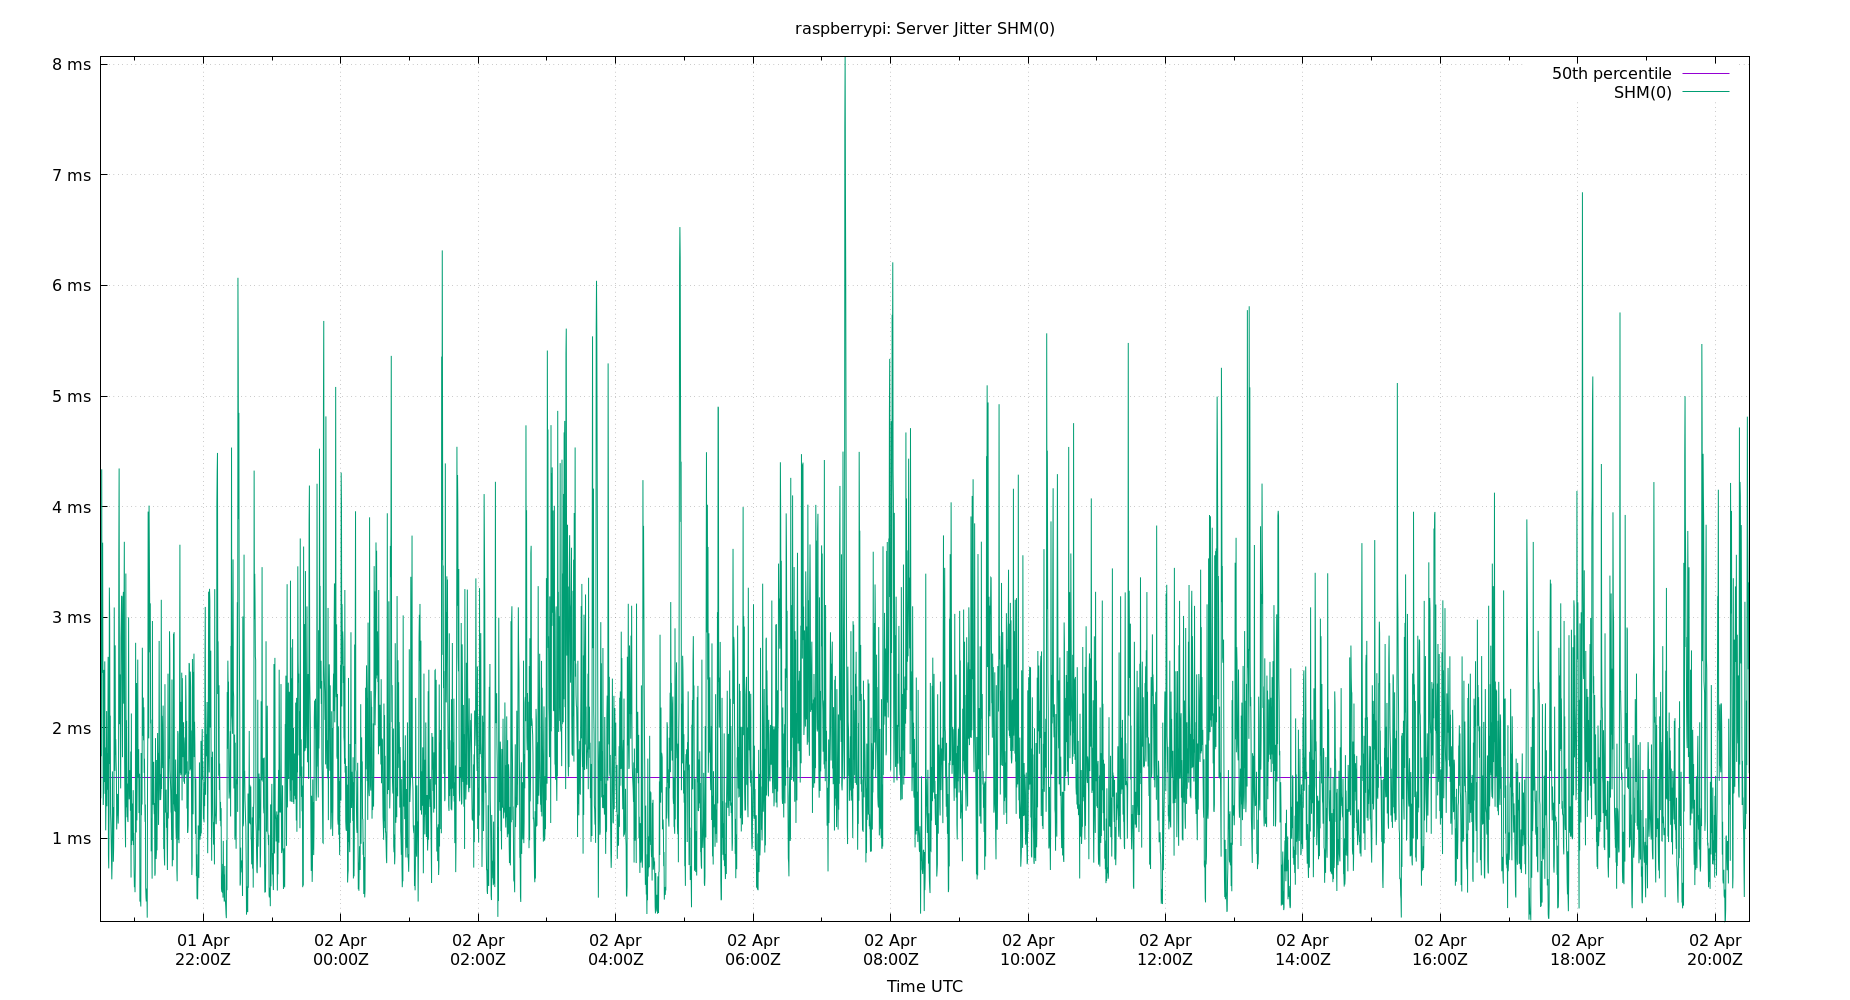 raspberrypi: Server Jitter SHM(0)
8 ms
50th percentile
SHM(0)
7 ms
6 ms
5 ms
4 ms
3 ms
2 ms
1 ms
01 Apr 02 Apr 02 Apr 02 Apr 02 Apr 02 Apr 02 Apr 02 Apr 02 Apr 02 Apr 02 Apr 02 Apr
22:00Z 00:00Z 02:00Z 04:00Z 06:00Z 08:00Z 10:00Z 12:00Z 14:00Z 16:00Z 18:00Z 20:00Z
Time UTC